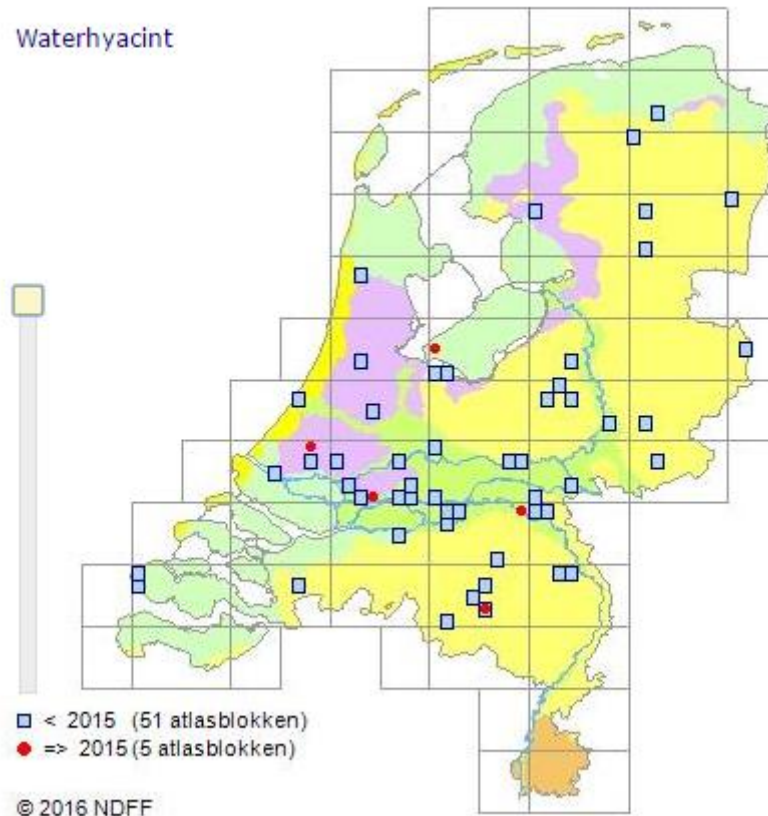 Waterhyacint
< 2015 (51 atlasblokken)
=> 2015 (5 atlasblokken)
© 2016 NDFF